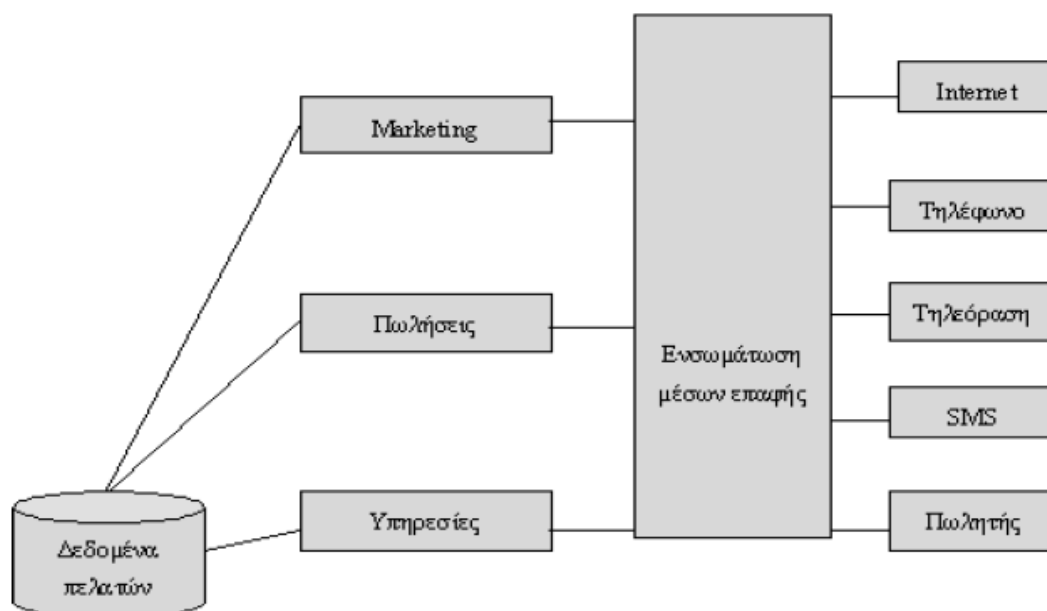 Internet
Marketing
Τηλέφωνο
Πωλήσεις
Τηλεόραση
Ενσωμάτωση
μέσων επαφής
SMS
Υπηρεσίες
Πωλητής
Δεδομένα
πελατών